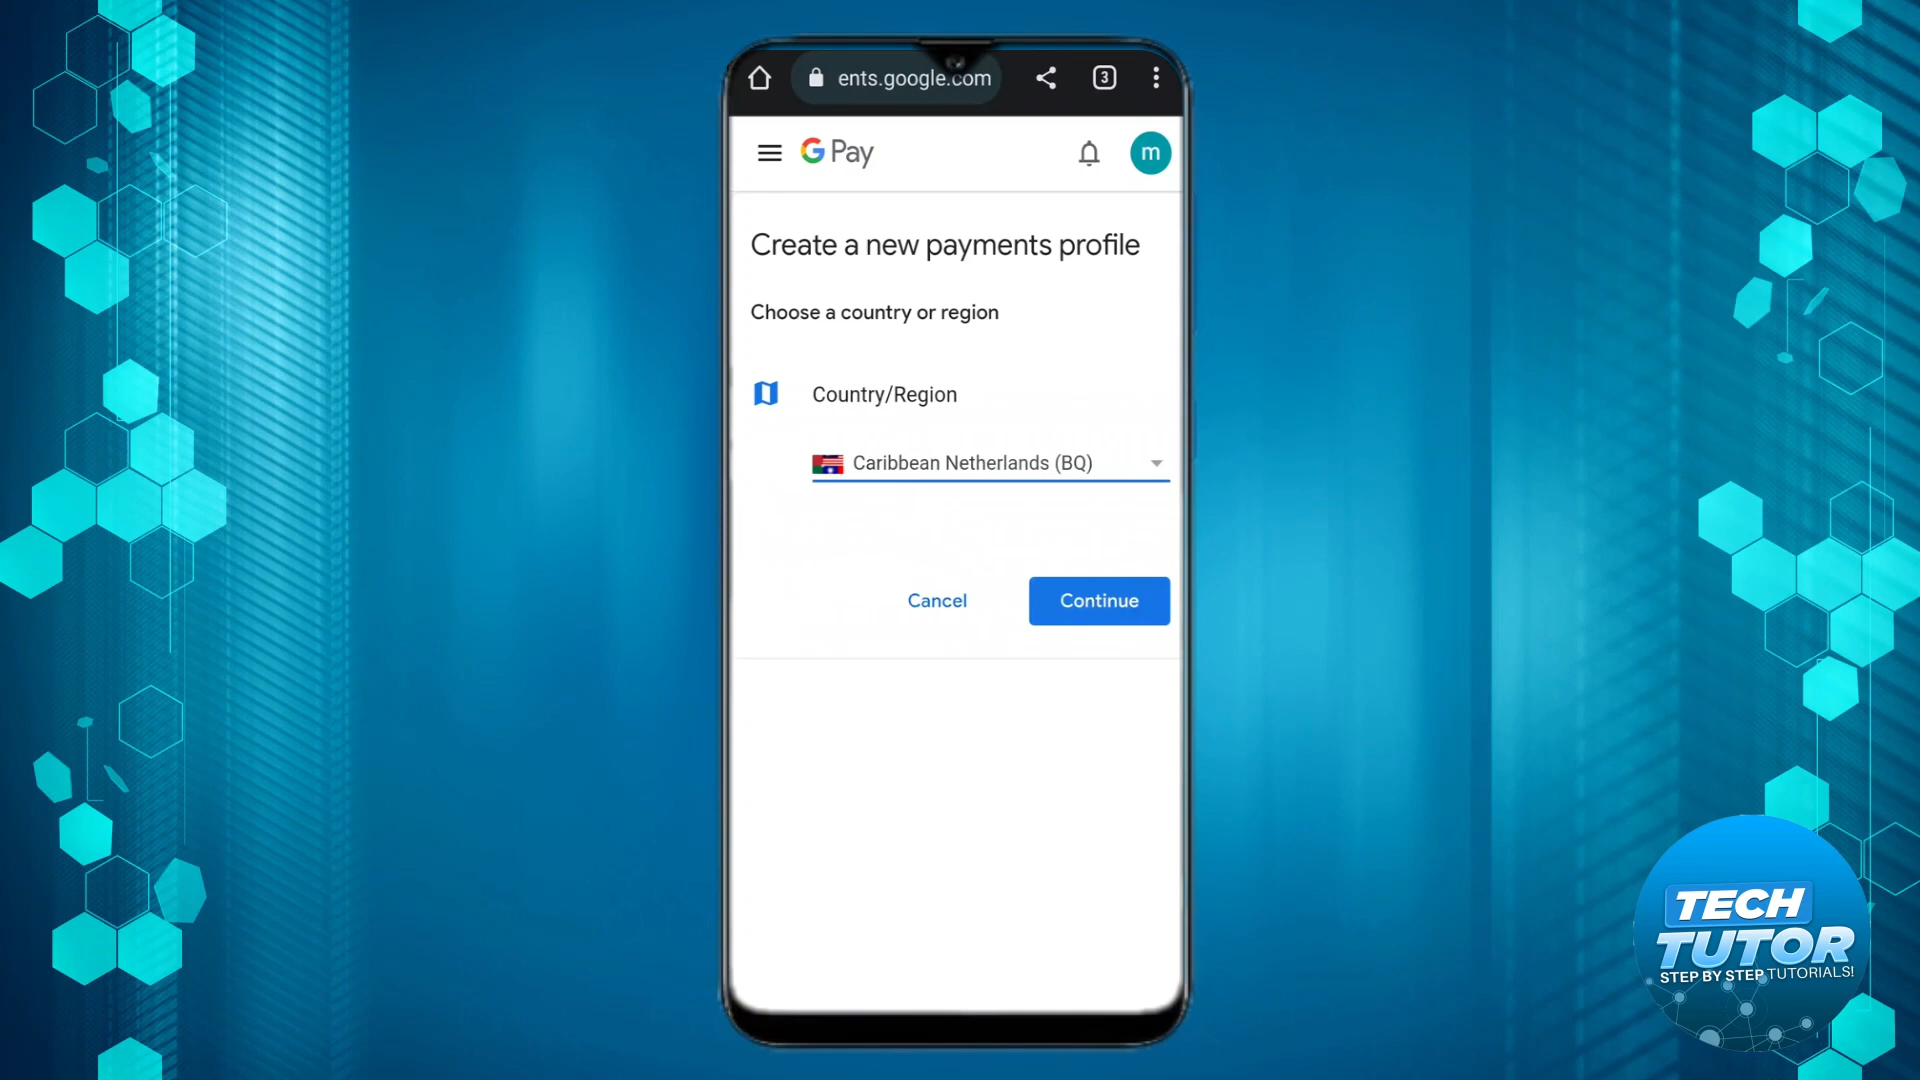 ents.google.com
3
G Pay
m
Create a new payments profile
Choose a country or region
Country/Region
Caribbean Netherlands (BQ)
Cancel
Continue
TECH
TUTOR
STEP BY STEP TUTORIALS!